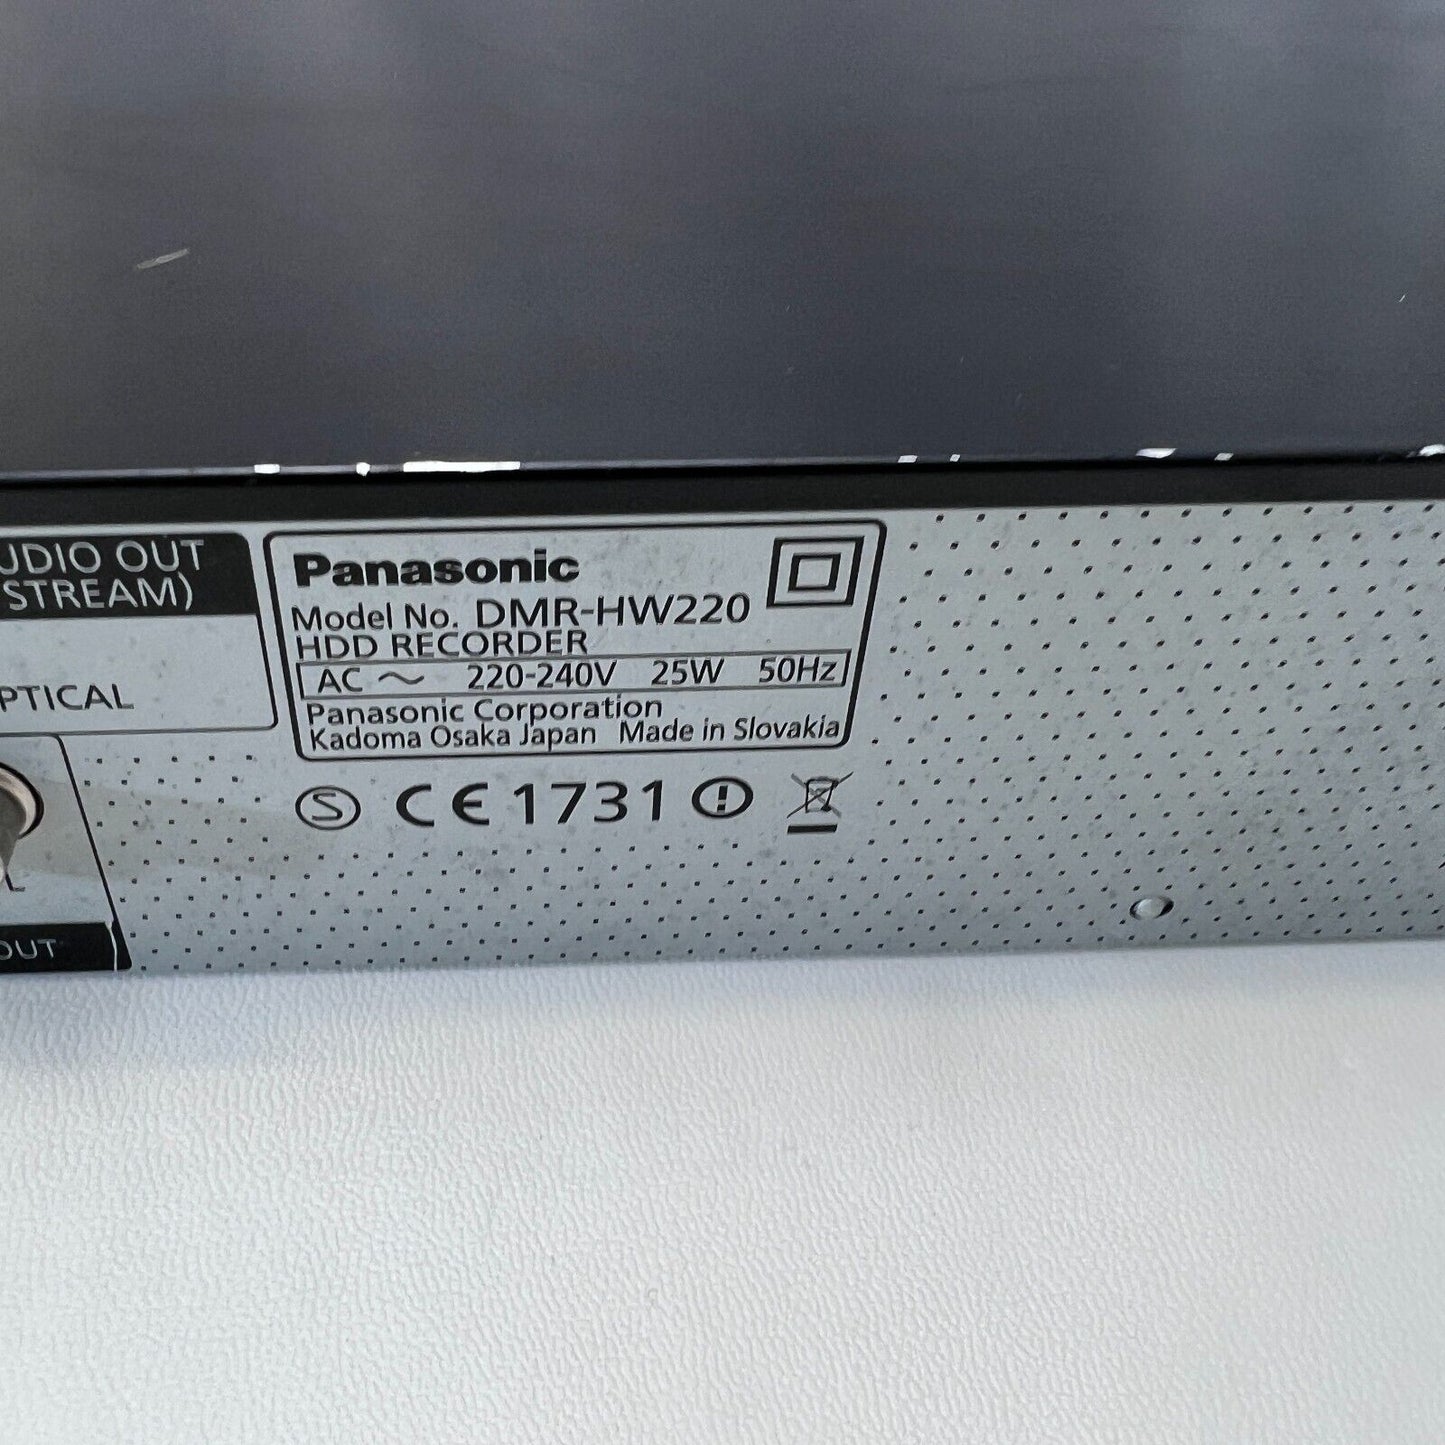 UDIO OUT
STREAM)
PTICAL
L
OUT
Panasonic
Model No. DMR-HW220
HDD RECORDER
AC ~ 220-240V 25W 50Hz
Panasonic Corporation
Kadoma Osaka Japan Made in Slovakia
S CE 1731